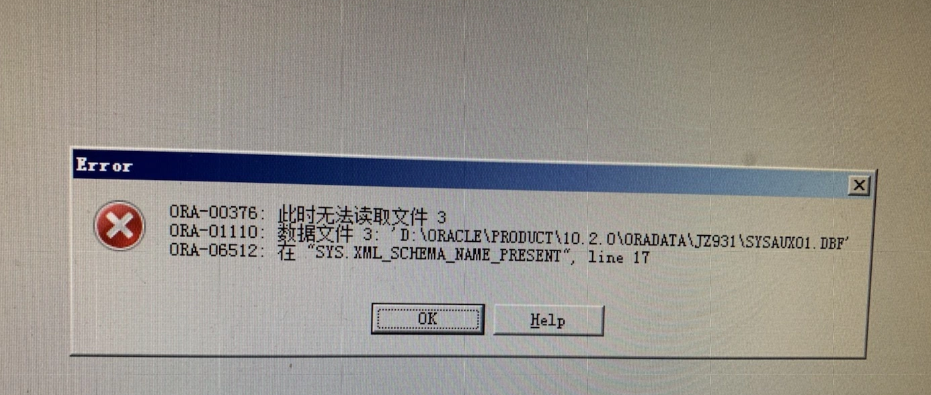 Error
ORA-00376: 此时无法读取文件 3
ORA-01110: 数据文件 3: 'D:\ORACLE\PRODUCT\10.2.0\ORADATA\JZ931\SYSAUX01.DBF'
ORA-06512: 在 "SYS.XML_SCHEMA_NAME_PRESENT", line 17
OK
Help